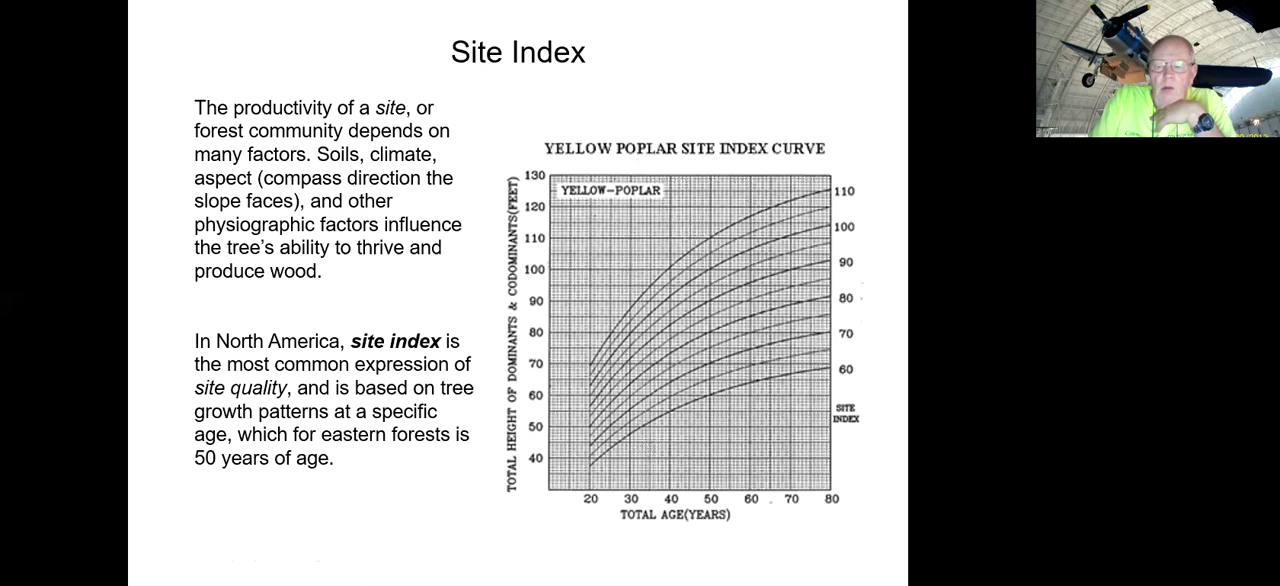 Site Index
The productivity of a site, or
forest community depends on
many factors. Soils, climate,
aspect (compass direction the
slope faces), and other
physiographic factors influence
the tree’s ability to thrive and
produce wood.
In North America, site index is
the most common expression of
site quality, and is based on tree
growth patterns at a specific
age, which for eastern forests is
50 years of age.
YELLOW POPLAR SITE INDEX CURVE
YELLOW-POPLAR
TOTAL HEIGHT OF DOMINANTS & CODOMINANTS(FEET)
130
120
110
100
90
80
70
60
50
40
110
100
90
80
70
60
SITE
INDEX
20 30 40 50 60 70 80
TOTAL AGE(YEARS)